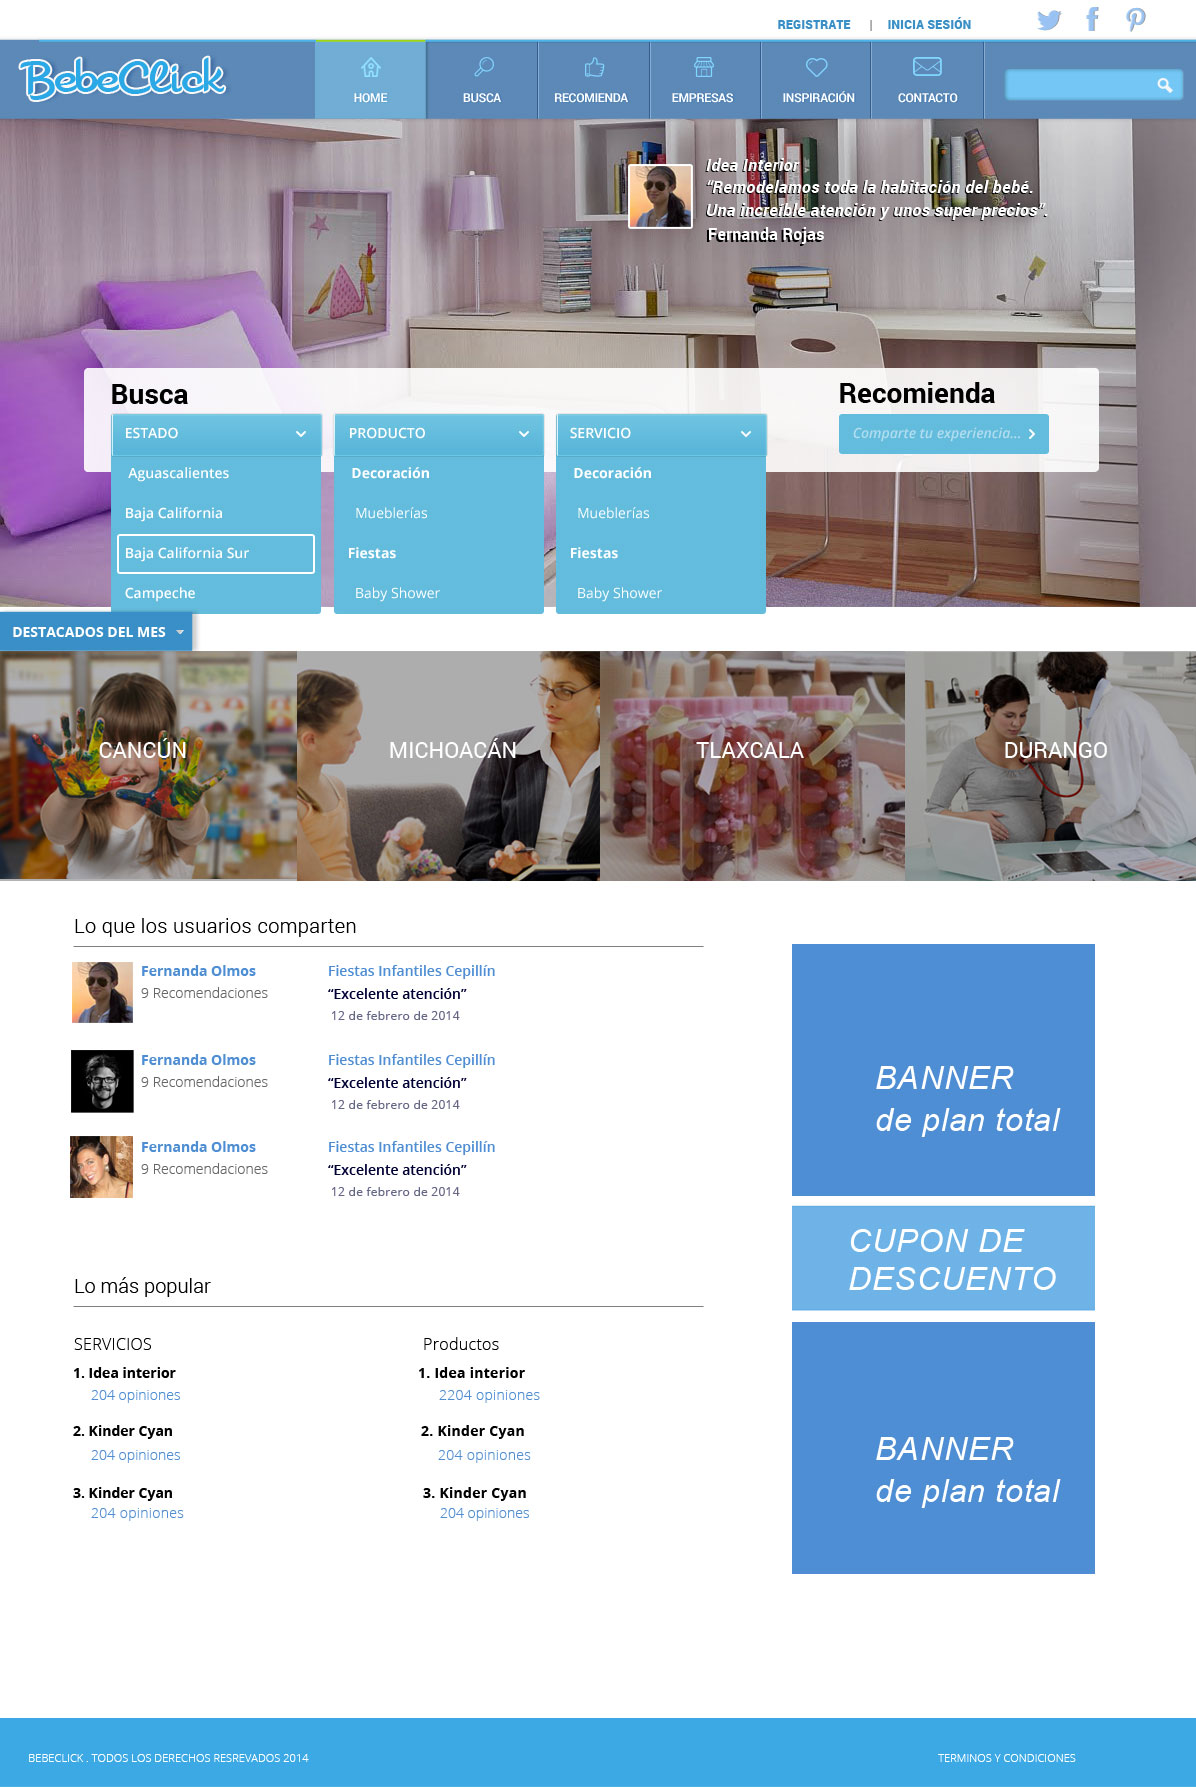 REGISTRATE | INICIA SESIÓN
BebeClick
HOME
BUSCA
RECOMIENDA
EMPRESAS
INSPIRACIÓN
CONTACTO
Idea Interior
“Remodelamos toda la habitación del bebé.
Una increíble atención y unos super precios”.
Fernanda Rojas
Busca
ESTADO
Aguascalientes
Baja California
Baja California Sur
Campeche
PRODUCTO
Decoración
Mueblerías
Fiestas
Baby Shower
SERVICIO
Decoración
Mueblerías
Fiestas
Baby Shower
Recomienda
Comparte tu experiencia...
DESTACADOS DEL MES
CANCÚN
MICHOACÁN
TLAXCALA
DURANGO
Lo que los usuarios comparten
Fernanda Olmos
9 Recomendaciones
Fiestas Infantiles Cepillín
“Excelente atención”
12 de febrero de 2014
Fernanda Olmos
9 Recomendaciones
Fiestas Infantiles Cepillín
“Excelente atención”
12 de febrero de 2014
Fernanda Olmos
9 Recomendaciones
Fiestas Infantiles Cepillín
“Excelente atención”
12 de febrero de 2014
Lo más popular
SERVICIOS
1. Idea interior
204 opiniones
2. Kinder Cyan
204 opiniones
3. Kinder Cyan
204 opiniones
Productos
1. Idea interior
2204 opiniones
2. Kinder Cyan
204 opiniones
3. Kinder Cyan
204 opiniones
BANNER
de plan total
CUPON DE
DESCUENTO
BANNER
de plan total
BEBECLICK . TODOS LOS DERECHOS RESREVADOS 2014
TERMINOS Y CONDICIONES